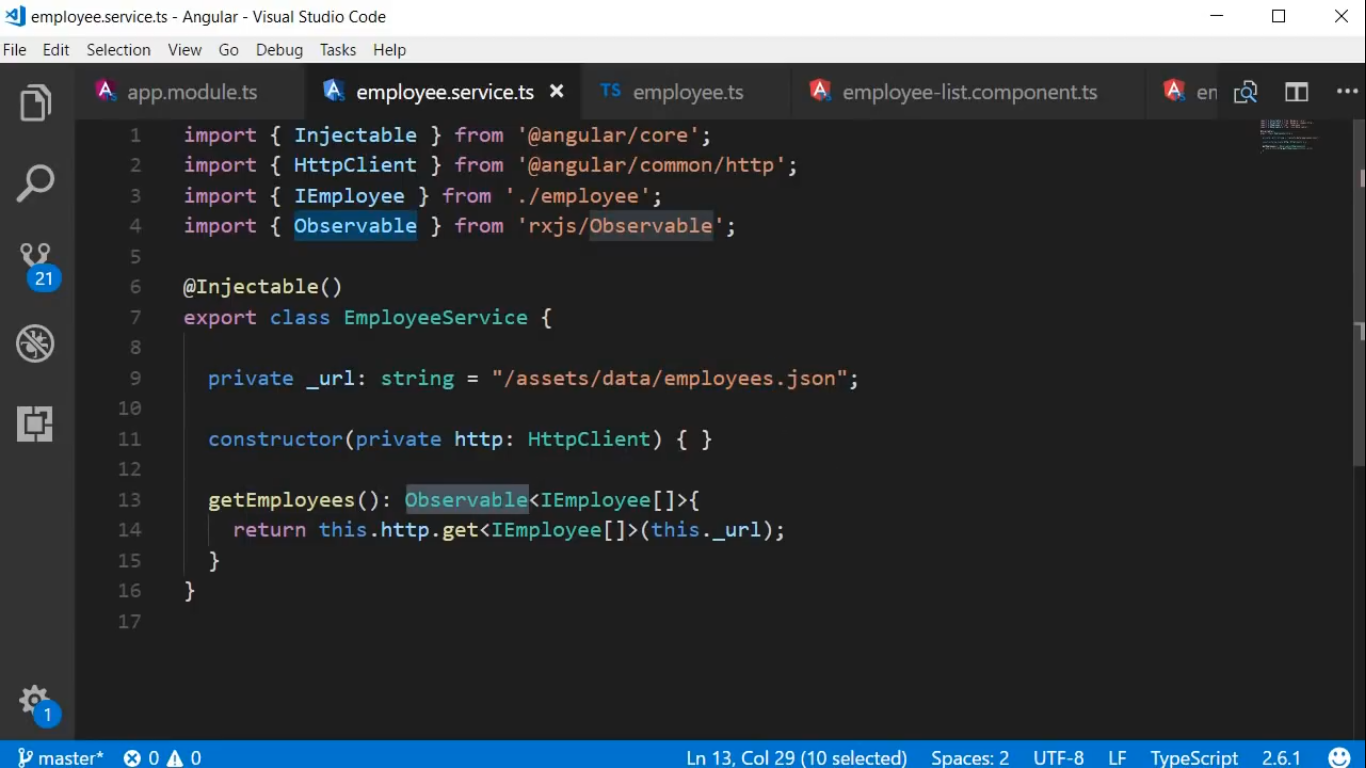 employee.service.ts - Angular - Visual Studio Code
File Edit Selection View Go Debug Tasks Help
app.module.ts employee.service.ts TS employee.ts employee-list.component.ts en
1 import { Injectable } from '@angular/core';
2 import { HttpClient } from '@angular/common/http';
3 import { IEmployee } from './employee';
4 import { Observable } from 'rxjs/Observable';
5
6 @Injectable()
7 export class EmployeeService {
8
9 private _url: string = "/assets/data/employees.json";
10
11 constructor(private http: HttpClient) { }
12
13 getEmployees(): Observable<IEmployee[]>{
14 return this.http.get<IEmployee[]>(this._url);
15 }
16 }
17
21
1
master* 0 0 Ln 13, Col 29 (10 selected) Spaces: 2 UTF-8 LF TypeScript 2.6.1